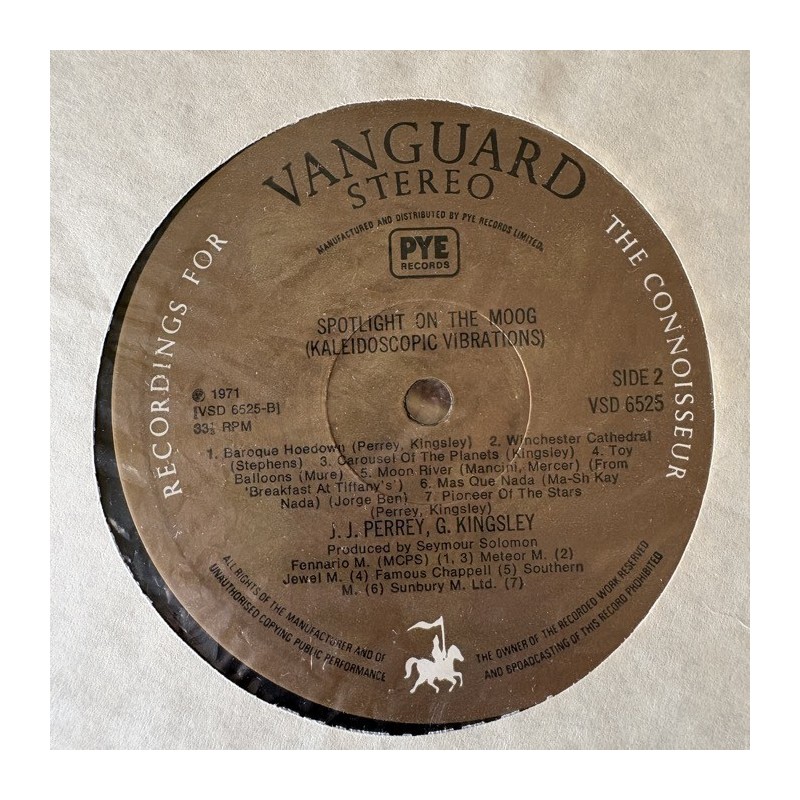 VANGUARD
STEREO
RECORDINGS FOR
THE CONNOISSEUR
MANUFACTURED AND DISTRIBUTED BY PYE RECORDS LIMITED.
PYE
RECORDS
SPOTLIGHT ON THE MOOG
(KALEIDOSCOPIC VIBRATIONS)
℗ 1971
[VSD 6525-B]
33⅓ RPM
SIDE 2
VSD 6525
1. Baroque Hoedown (Perrey, Kingsley) 2. Winchester Cathedral
(Stephens) 3. Carousel Of The Planets (Kingsley) 4. Toy
Balloons (Mure) 5. Moon River (Mancini, Mercer) (From
'Breakfast At Tiffany's') 6. Mas Que Nada (Ma-Sh Kay
Nada) (Jorge Ben) 7. Pioneer Of The Stars
(Perrey, Kingsley)
J. J. PERREY, G. KINGSLEY
Produced by Seymour Solomon
Fennario M. (MCPS) (1, 3) Meteor M. (2)
Jewel M. (4) Famous Chappell (5) Southern
M. (6) Sunbury M. Ltd. (7)
ALL RIGHTS OF THE MANUFACTURER AND OF
THE OWNER OF THE RECORDED WORK RESERVED
UNAUTHORISED COPYING PUBLIC PERFORMANCE
AND BROADCASTING OF THIS RECORD PROHIBITED